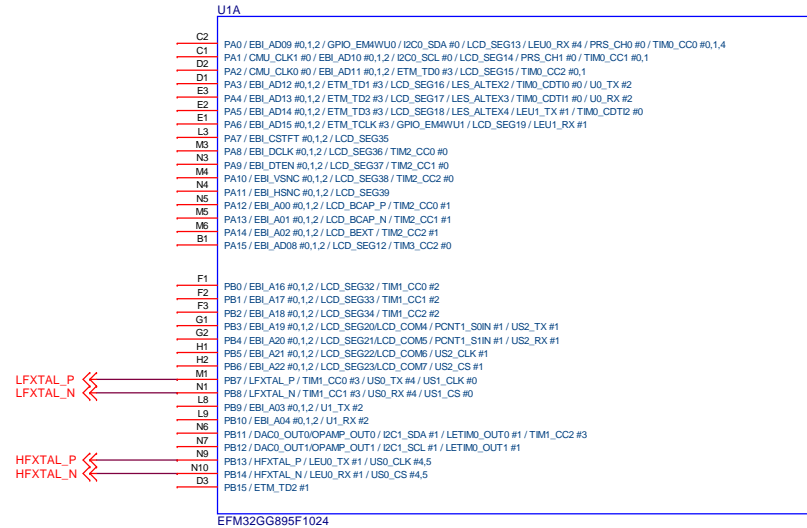 U1A
C2 PA0 / EBI_AD09 #0,1,2 / GPIO_EM4WU0 / I2C0_SDA #0 / LCD_SEG13 / LEU0_RX #4 / PRS_CH0 #0 / TIM0_CC0 #0,1,4
C1 PA1 / CMU_CLK1 #0 / EBI_AD10 #0,1,2 / I2C0_SCL #0 / LCD_SEG14 / PRS_CH1 #0 / TIM0_CC1 #0,1
D2 PA2 / CMU_CLK0 #0 / EBI_AD11 #0,1,2 / ETM_TD0 #3 / LCD_SEG15 / TIM0_CC2 #0,1
D1 PA3 / EBI_AD12 #0,1,2 / ETM_TD1 #3 / LCD_SEG16 / LES_ALTEX2 / TIM0_CDTI0 #0 / U0_TX #2
E3 PA4 / EBI_AD13 #0,1,2 / ETM_TD2 #3 / LCD_SEG17 / LES_ALTEX3 / TIM0_CDTI1 #0 / U0_RX #2
E2 PA5 / EBI_AD14 #0,1,2 / ETM_TD3 #3 / LCD_SEG18 / LES_ALTEX4 / LEU1_TX #1 / TIM0_CDTI2 #0
E1 PA6 / EBI_AD15 #0,1,2 / ETM_TCLK #3 / GPIO_EM4WU1 / LCD_SEG19 / LEU1_RX #1
L3 PA7 / EBI_CSTFT #0,1,2 / LCD_SEG35
M3 PA8 / EBI_DCLK #0,1,2 / LCD_SEG36 / TIM2_CC0 #0
N3 PA9 / EBI_DTEN #0,1,2 / LCD_SEG37 / TIM2_CC1 #0
M4 PA10 / EBI_VSNC #0,1,2 / LCD_SEG38 / TIM2_CC2 #0
N4 PA11 / EBI_HSNC #0,1,2 / LCD_SEG39
N5 PA12 / EBI_A00 #0,1,2 / LCD_BCAP_P / TIM2_CC0 #1
M5 PA13 / EBI_A01 #0,1,2 / LCD_BCAP_N / TIM2_CC1 #1
M6 PA14 / EBI_A02 #0,1,2 / LCD_BEXT / TIM2_CC2 #1
B1 PA15 / EBI_AD08 #0,1,2 / LCD_SEG12 / TIM3_CC2 #0
F1 PB0 / EBI_A16 #0,1,2 / LCD_SEG32 / TIM1_CC0 #2
F2 PB1 / EBI_A17 #0,1,2 / LCD_SEG33 / TIM1_CC1 #2
F3 PB2 / EBI_A18 #0,1,2 / LCD_SEG34 / TIM1_CC2 #2
G1 PB3 / EBI_A19 #0,1,2 / LCD_SEG20/LCD_COM4 / PCNT1_S0IN #1 / US2_TX #1
G2 PB4 / EBI_A20 #0,1,2 / LCD_SEG21/LCD_COM5 / PCNT1_S1IN #1 / US2_RX #1
H1 PB5 / EBI_A21 #0,1,2 / LCD_SEG22/LCD_COM6 / US2_CLK #1
H2 PB6 / EBI_A22 #0,1,2 / LCD_SEG23/LCD_COM7 / US2_CS #1
LFXTAL_P M1 PB7 / LFXTAL_P / TIM1_CC0 #3 / US0_TX #4 / US1_CLK #0
LFXTAL_N N1 PB8 / LFXTAL_N / TIM1_CC1 #3 / US0_RX #4 / US1_CS #0
L8 PB9 / EBI_A03 #0,1,2 / U1_TX #2
L9 PB10 / EBI_A04 #0,1,2 / U1_RX #2
N6 PB11 / DAC0_OUT0/OPAMP_OUT0 / I2C1_SDA #1 / LETIM0_OUT0 #1 / TIM1_CC2 #3
N7 PB12 / DAC0_OUT1/OPAMP_OUT1 / I2C1_SCL #1 / LETIM0_OUT1 #1
HFXTAL_P N9 PB13 / HFXTAL_P / LEU0_TX #1 / US0_CLK #4,5
HFXTAL_N N10 PB14 / HFXTAL_N / LEU0_RX #1 / US0_CS #4,5
D3 PB15 / ETM_TD2 #1
EFM32GG895F1024